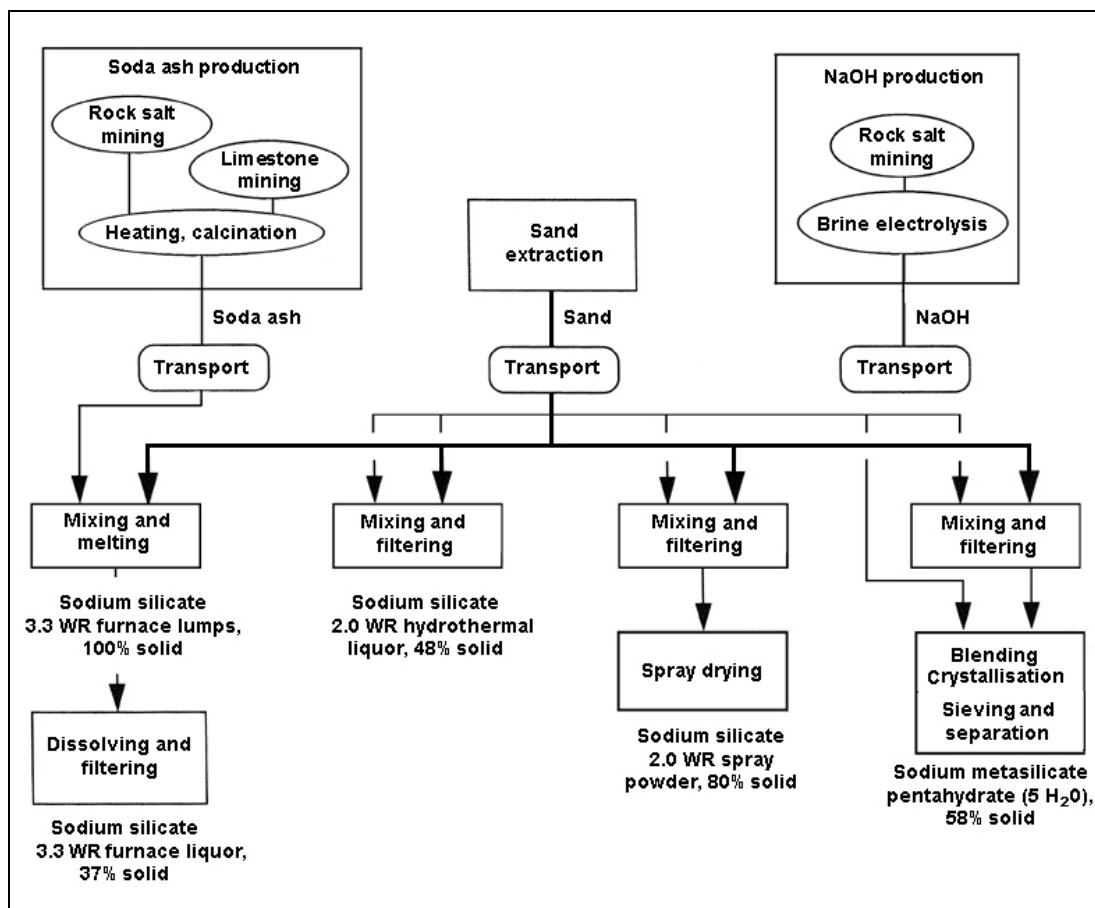 Soda ash production
Rock salt
mining
Limestone
mining
Heating, calcination
Soda ash
Transport
Sand
extraction
Sand
Transport
NaOH production
Rock salt
mining
Brine electrolysis
NaOH
Transport
Mixing and
melting
Sodium silicate
3.3 WR furnace lumps,
100% solid
Dissolving and
filtering
Sodium silicate
3.3 WR furnace liquor,
37% solid
Mixing and
filtering
Sodium silicate
2.0 WR hydrothermal
liquor, 48% solid
Mixing and
filtering
Spray drying
Sodium silicate
2.0 WR spray
powder, 80% solid
Mixing and
filtering
Blending
Crystallisation
Sieving and
separation
Sodium metasilicate
pentahydrate (5 H₂0),
58% solid